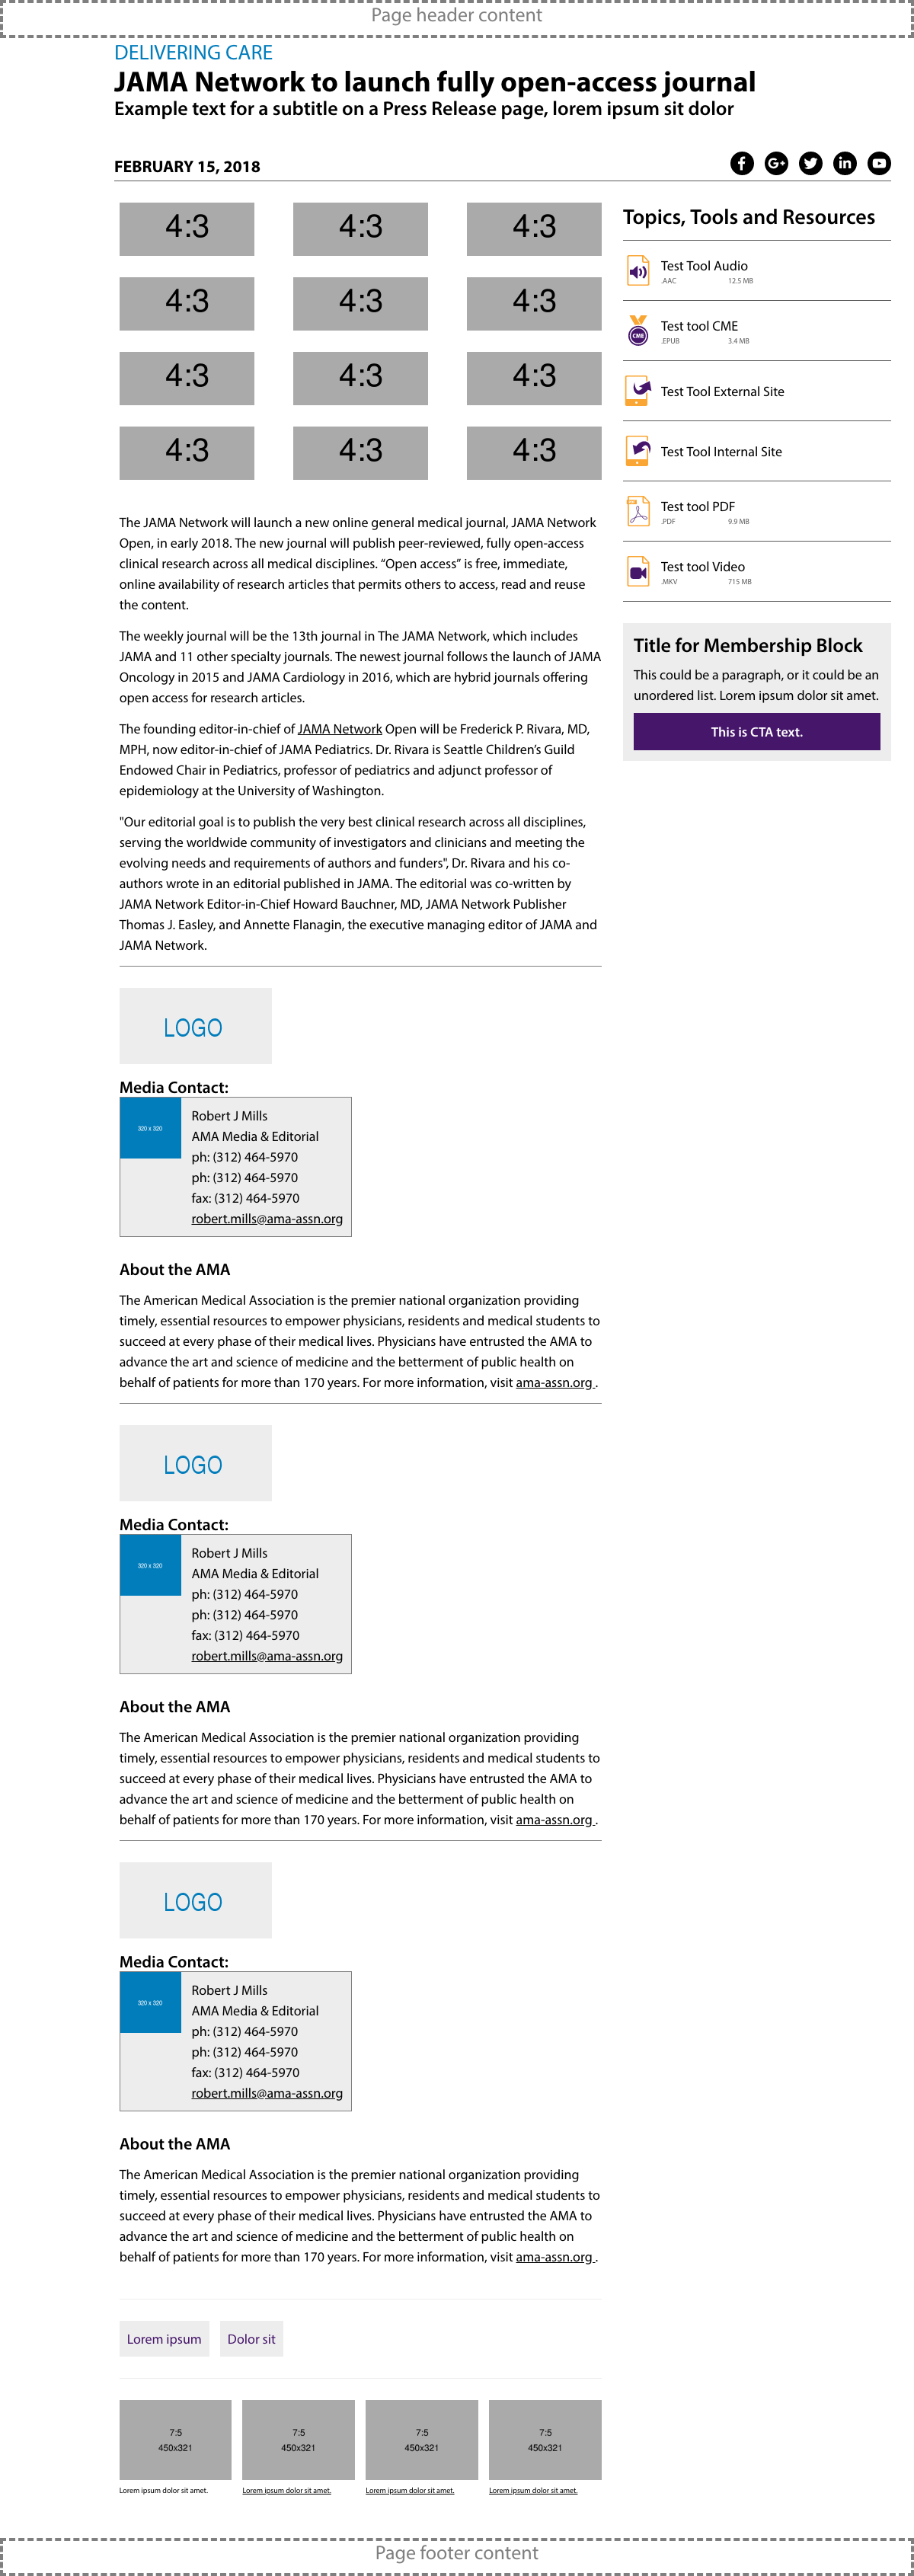 Page header content
DELIVERING CARE
JAMA Network to launch fully open-access journal
Example text for a subtitle on a Press Release page, lorem ipsum sit dolor
FEBRUARY 15, 2018
4:3 4:3 4:3
4:3 4:3 4:3
4:3 4:3 4:3
4:3 4:3 4:3
The JAMA Network will launch a new online general medical journal, JAMA Network
Open, in early 2018. The new journal will publish peer-reviewed, fully open-access
clinical research across all medical disciplines. “Open access” is free, immediate,
online availability of research articles that permits others to access, read and reuse
the content.
The weekly journal will be the 13th journal in The JAMA Network, which includes
JAMA and 11 other specialty journals. The newest journal follows the launch of JAMA
Oncology in 2015 and JAMA Cardiology in 2016, which are hybrid journals offering
open access for research articles.
The founding editor-in-chief of JAMA Network Open will be Frederick P. Rivara, MD,
MPH, now editor-in-chief of JAMA Pediatrics. Dr. Rivara is Seattle Children’s Guild
Endowed Chair in Pediatrics, professor of pediatrics and adjunct professor of
epidemiology at the University of Washington.
"Our editorial goal is to publish the very best clinical research across all disciplines,
serving the worldwide community of investigators and clinicians and meeting the
evolving needs and requirements of authors and funders", Dr. Rivara and his co-
authors wrote in an editorial published in JAMA. The editorial was co-written by
JAMA Network Editor-in-Chief Howard Bauchner, MD, JAMA Network Publisher
Thomas J. Easley, and Annette Flanagin, the executive managing editor of JAMA and
JAMA Network.
LOGO
Media Contact:
320 x 320
Robert J Mills
AMA Media & Editorial
ph: (312) 464-5970
ph: (312) 464-5970
fax: (312) 464-5970
robert.mills@ama-assn.org
About the AMA
The American Medical Association is the premier national organization providing
timely, essential resources to empower physicians, residents and medical students to
succeed at every phase of their medical lives. Physicians have entrusted the AMA to
advance the art and science of medicine and the betterment of public health on
behalf of patients for more than 170 years. For more information, visit ama-assn.org .
LOGO
Media Contact:
320 x 320
Robert J Mills
AMA Media & Editorial
ph: (312) 464-5970
ph: (312) 464-5970
fax: (312) 464-5970
robert.mills@ama-assn.org
About the AMA
The American Medical Association is the premier national organization providing
timely, essential resources to empower physicians, residents and medical students to
succeed at every phase of their medical lives. Physicians have entrusted the AMA to
advance the art and science of medicine and the betterment of public health on
behalf of patients for more than 170 years. For more information, visit ama-assn.org .
LOGO
Media Contact:
320 x 320
Robert J Mills
AMA Media & Editorial
ph: (312) 464-5970
ph: (312) 464-5970
fax: (312) 464-5970
robert.mills@ama-assn.org
About the AMA
The American Medical Association is the premier national organization providing
timely, essential resources to empower physicians, residents and medical students to
succeed at every phase of their medical lives. Physicians have entrusted the AMA to
advance the art and science of medicine and the betterment of public health on
behalf of patients for more than 170 years. For more information, visit ama-assn.org .
Lorem ipsum Dolor sit
7:5 7:5 7:5 7:5
450x321 450x321 450x321 450x321
Lorem ipsum dolor sit amet. Lorem ipsum dolor sit amet. Lorem ipsum dolor sit amet. Lorem ipsum dolor sit amet.
Topics, Tools and Resources
Test Tool Audio
.AAC 12.5 MB
CME
Test tool CME
.EPUB 3.4 MB
Test Tool External Site
Test Tool Internal Site
Test tool PDF
.PDF 9.9 MB
Test tool Video
.MKV 715 MB
Title for Membership Block
This could be a paragraph, or it could be an
unordered list. Lorem ipsum dolor sit amet.
This is CTA text.
Page footer content